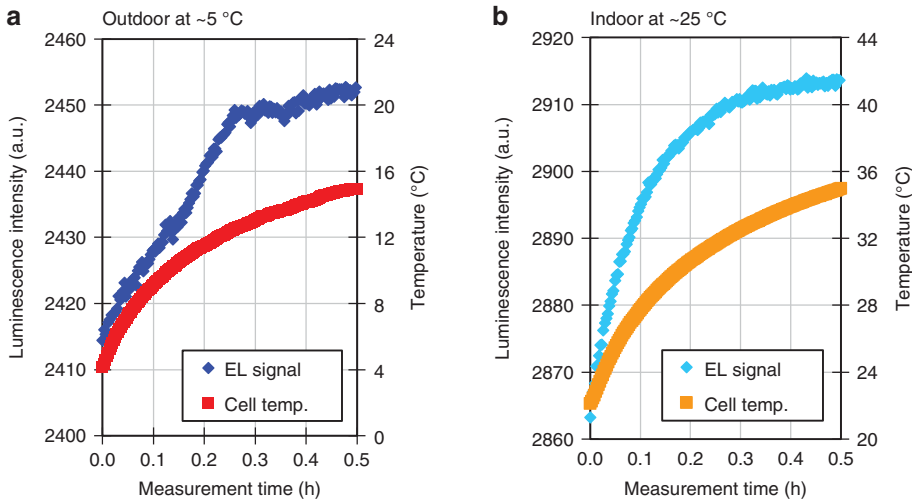 a
Outdoor at ~5 °C
Luminescence intensity (a.u.)
2460
2450
2440
2430
2420
2410
2400
24
20
16
12
8
4
0
Temperature (°C)
EL signal
Cell temp.
0.0 0.1 0.2 0.3 0.4 0.5
Measurement time (h)
b
Indoor at ~25 °C
Luminescence intensity (a.u.)
2920
2910
2900
2890
2880
2870
2860
44
40
36
32
28
24
20
Temperature (°C)
EL signal
Cell temp.
0.0 0.1 0.2 0.3 0.4 0.5
Measurement time (h)